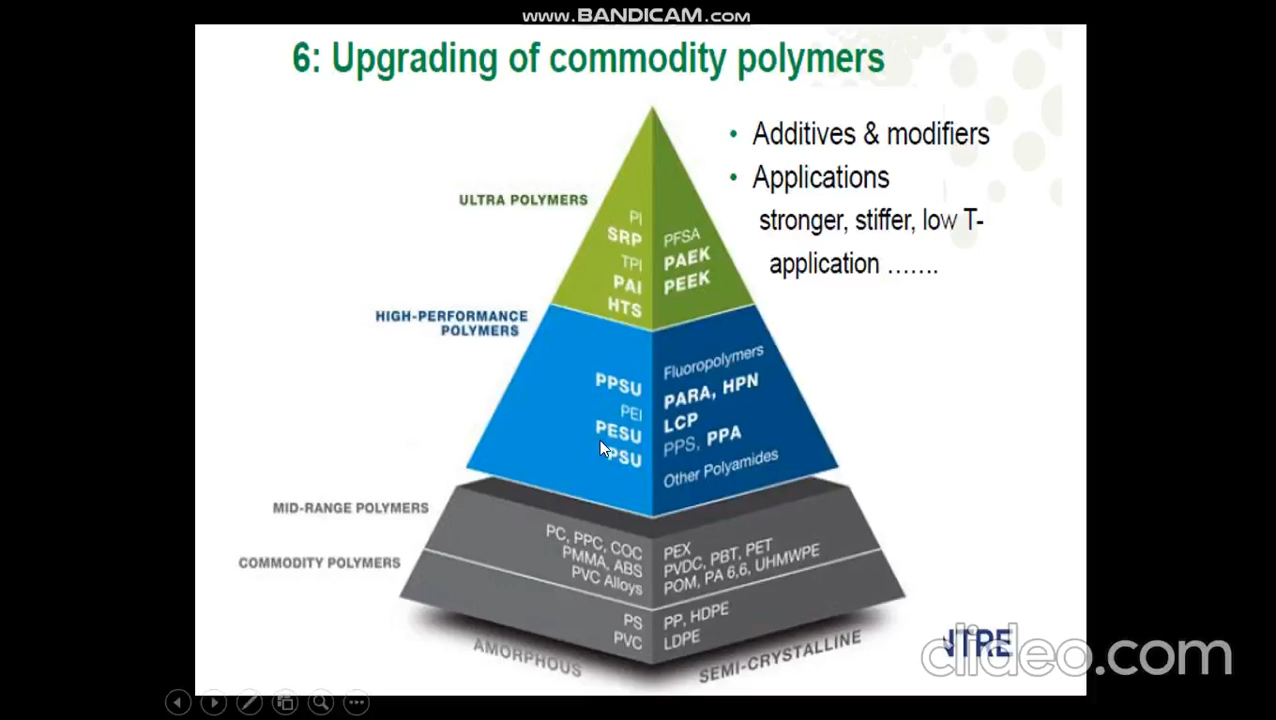 www.BANDICAM.com
6: Upgrading of commodity polymers
• Additives & modifiers
• Applications
stronger, stiffer, low T-
application …….
ULTRA POLYMERS
PI
SRP
TPI
PAI
HTS
PFSA
PAEK
PEEK
HIGH-PERFORMANCE
POLYMERS
PPSU
PEI
PESU
PSU
Fluoropolymers
PARA, HPN
LCP
PPS, PPA
Other Polyamides
MID-RANGE POLYMERS
PC, PPC, COC
PMMA, ABS
PVC Alloys
PEX
PVDC, PBT, PET
POM, PA 6,6, UHMWPE
COMMODITY POLYMERS
PS
PVC
PP, HDPE
LDPE
AMORPHOUS
SEMI-CRYSTALLINE
NTRE
clideo.com